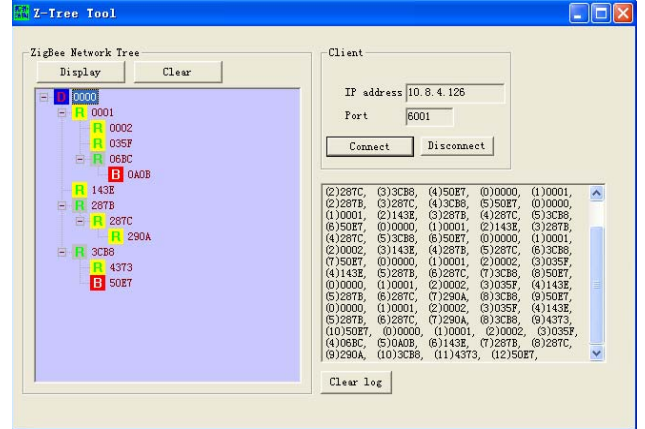 Z-Tree Tool
ZigBee Network Tree
Display Clear
D 0000
R 0001
R 0002
R 035F
R 06BC
B 0A0B
R 143E
R 287B
R 287C
R 290A
R 3CB8
R 4373
B 50E7
Client
IP address 10.8.4.126
Port 6001
Connect Disconnect
(2)287C, (3)3CB8, (4)50E7, (0)0000, (1)0001,
(2)287B, (3)287C, (4)3CB8, (5)50E7, (0)0000,
(1)0001, (2)143E, (3)287B, (4)287C, (5)3CB8,
(6)50E7, (0)0000, (1)0001, (2)143E, (3)287B,
(4)287C, (5)3CB8, (6)50E7, (0)0000, (1)0001,
(2)0002, (3)143E, (4)287B, (5)287C, (6)3CB8,
(7)50E7, (0)0000, (1)0001, (2)0002, (3)035F,
(4)143E, (5)287B, (6)287C, (7)3CB8, (8)50E7,
(0)0000, (1)0001, (2)0002, (3)035F, (4)143E,
(5)287B, (6)287C, (7)290A, (8)3CB8, (9)50E7,
(0)0000, (1)0001, (2)0002, (3)035F, (4)143E,
(5)287B, (6)287C, (7)290A, (8)3CB8, (9)4373,
(10)50E7, (0)0000, (1)0001, (2)0002, (3)035F,
(4)06BC, (5)0A0B, (6)143E, (7)287B, (8)287C,
(9)290A, (10)3CB8, (11)4373, (12)50E7,
Clear log